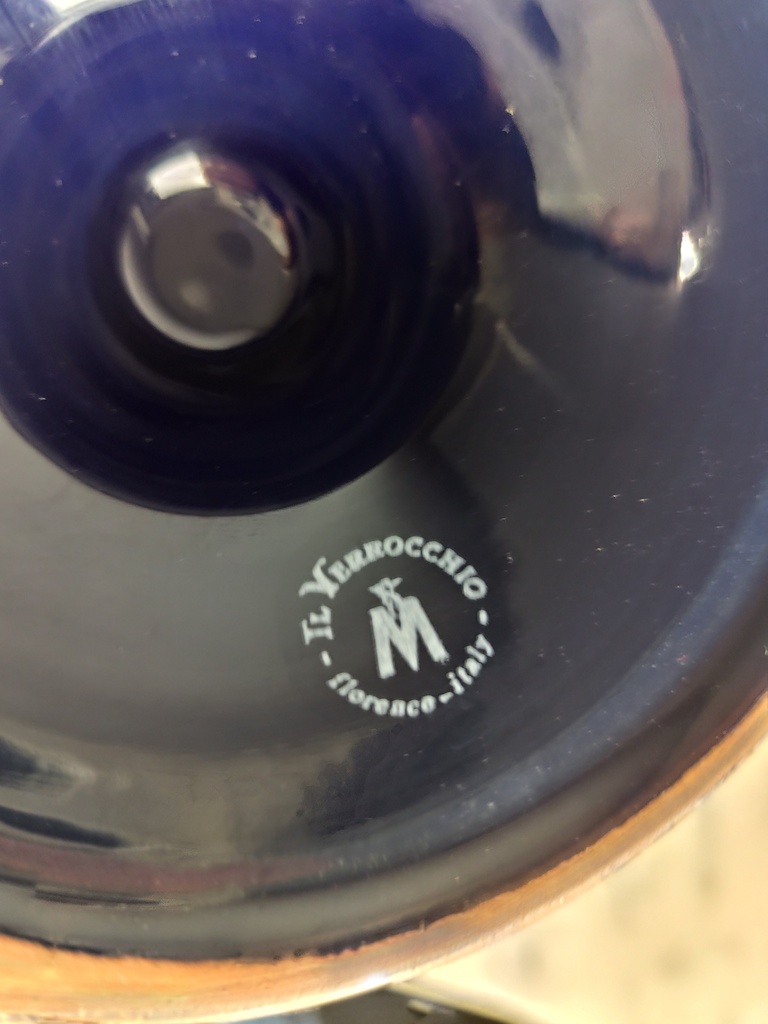 Il Verrocchio
M
- florence - italy -